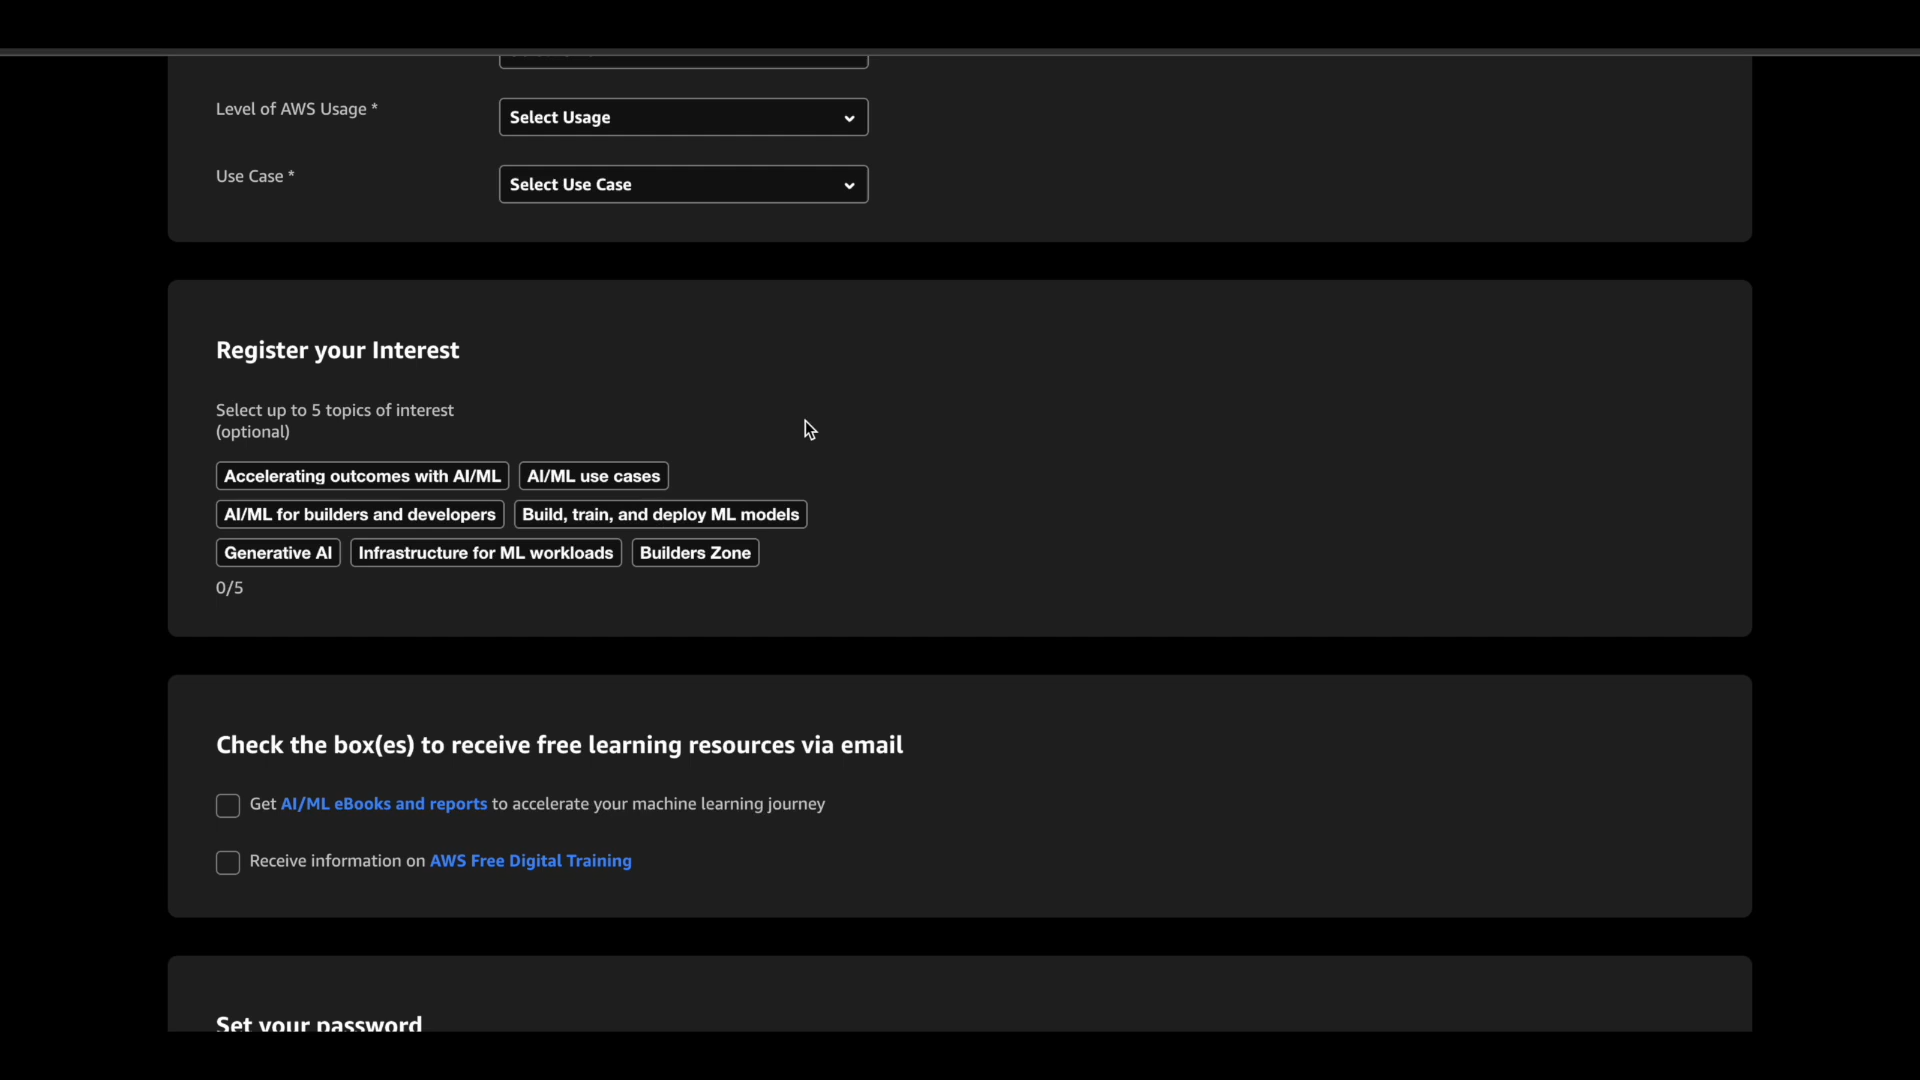 Level of AWS Usage *
Select Usage
Use Case *
Select Use Case
Register your Interest
Select up to 5 topics of interest
(optional)
Accelerating outcomes with AI/ML
AI/ML use cases
AI/ML for builders and developers
Build, train, and deploy ML models
Generative AI
Infrastructure for ML workloads
Builders Zone
0/5
Check the box(es) to receive free learning resources via email
Get AI/ML eBooks and reports to accelerate your machine learning journey
Receive information on AWS Free Digital Training
Set your password